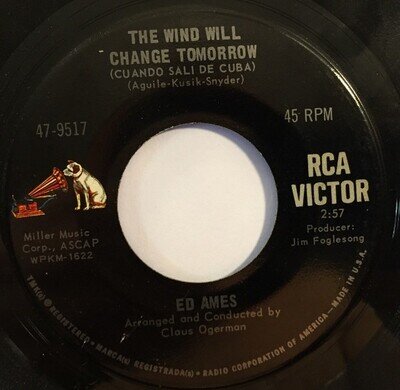 THE WIND WILL
CHANGE TOMORROW
(CUANDO SALI DE CUBA)
(Aguile-Kusik-Snyder)
47-9517
45 RPM
RCA
VICTOR
2:57
Producer:
Jim Foglesong
Miller Music
Corp., ASCAP
WPKM-1622
ED AMES
Arranged and Conducted by
Claus Ogerman
TMK(s) ® REGISTERED • MARCA(s) REGISTRADA(s) • RADIO CORPORATION OF AMERICA—MADE IN U.S.A.